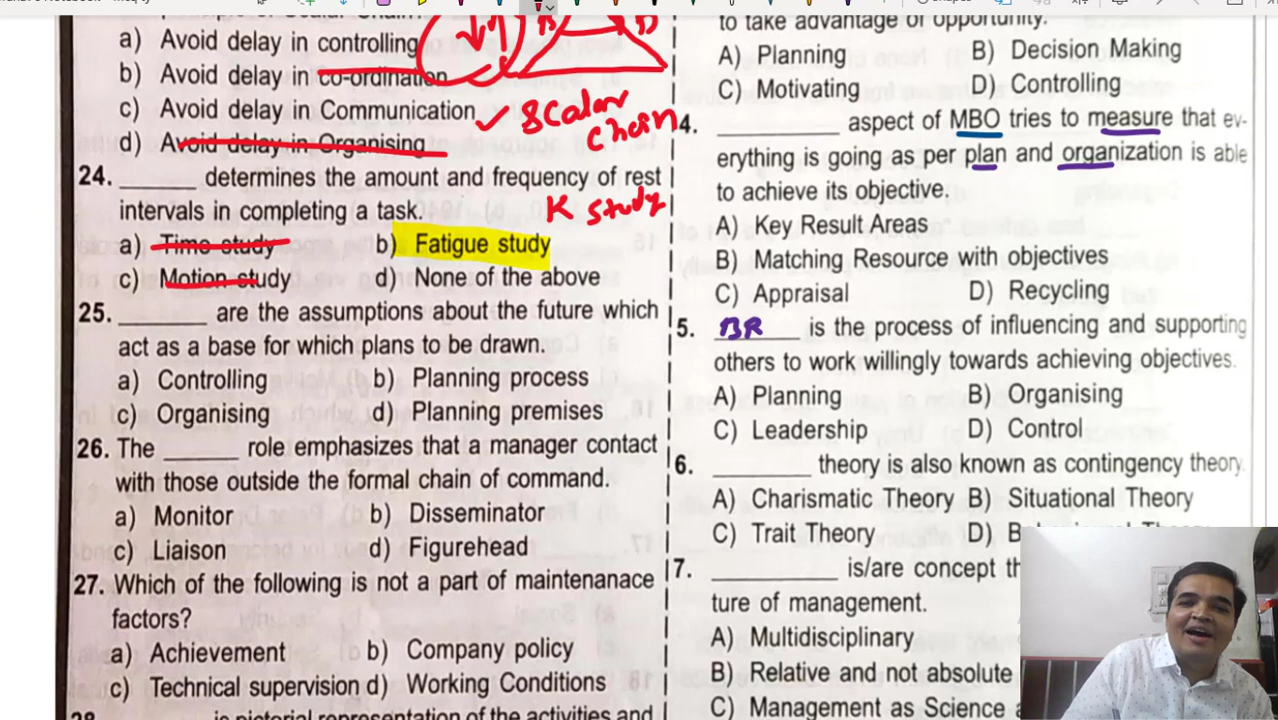 a) Avoid delay in controlling
b) Avoid delay in co-ordination
c) Avoid delay in Communication
Scalar
Chain
d) Avoid delay in Organising
24. ______ determines the amount and frequency of rest
intervals in completing a task.
K Study
a) Time study b) Fatigue study
c) Motion study d) None of the above
25. ______ are the assumptions about the future which
act as a base for which plans to be drawn.
a) Controlling b) Planning process
c) Organising d) Planning premises
26. The ______ role emphasizes that a manager contact
with those outside the formal chain of command.
a) Monitor b) Disseminator
c) Liaison d) Figurehead
27. Which of the following is not a part of maintenanace
factors?
a) Achievement b) Company policy
c) Technical supervision d) Working Conditions
is pictorial representation of the activities and
to take advantage of opportunity.
A) Planning B) Decision Making
C) Motivating D) Controlling
4. ______ aspect of MBO tries to measure that ev-
erything is going as per plan and organization is able
to achieve its objective.
A) Key Result Areas
B) Matching Resource with objectives
C) Appraisal D) Recycling
5. BR is the process of influencing and supporting
others to work willingly towards achieving objectives.
A) Planning B) Organising
C) Leadership D) Control
6. ______ theory is also known as contingency theory.
A) Charismatic Theory B) Situational Theory
C) Trait Theory D)
7. ______ is/are concept
ture of management.
A) Multidisciplinary
B) Relative and not absolute
C) Management as Science